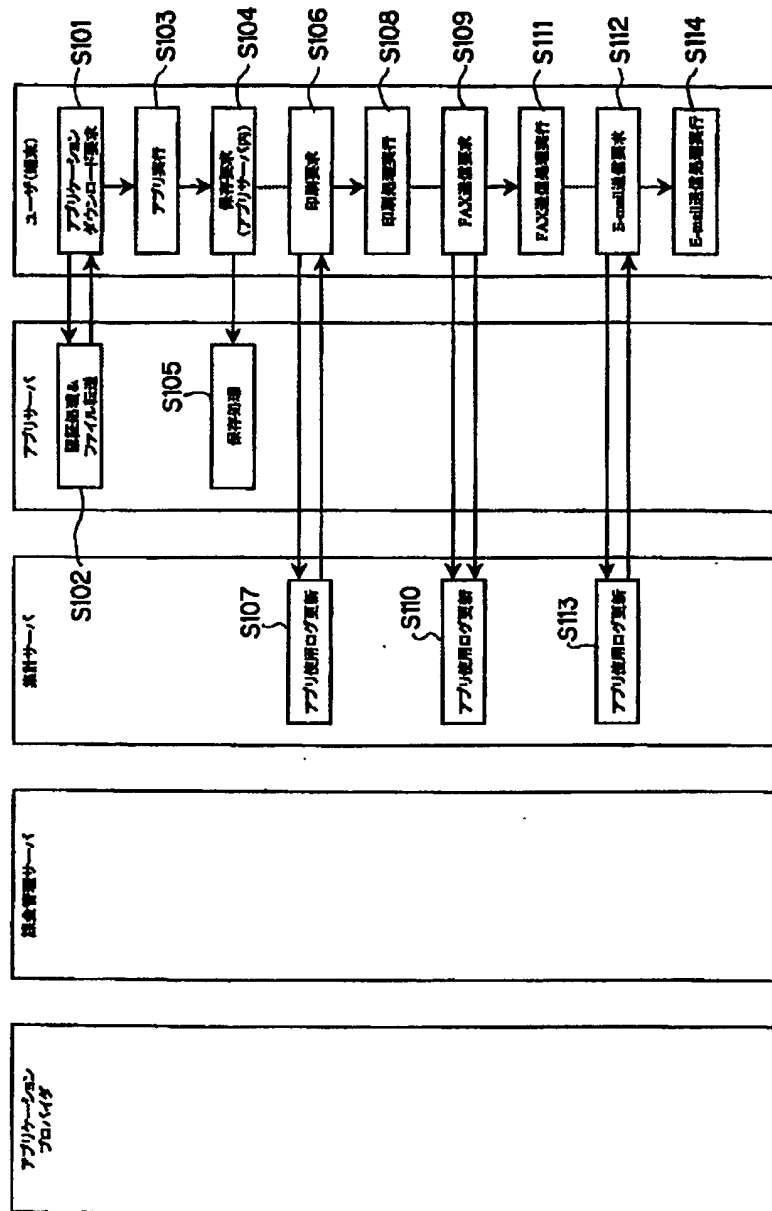 ユーザ(端末)
アプリケーション
ダウンロード要求
S101
アプリ実行
S103
保存要求
(アプリサーバ内)
S104
印刷要求
S106
印刷処理実行
S108
FAX送信要求
S109
FAX送信処理実行
S111
E-mail送信要求
S112
E-mail送信処理実行
S114
アプリサーバ
認証処理&
ファイル転送
S102
S105
保存処理
集計サーバ
S107
アプリ使用ログ更新
S110
アプリ使用ログ更新
S113
アプリ使用ログ更新
課金管理サーバ
アプリケーション
プロバイダ